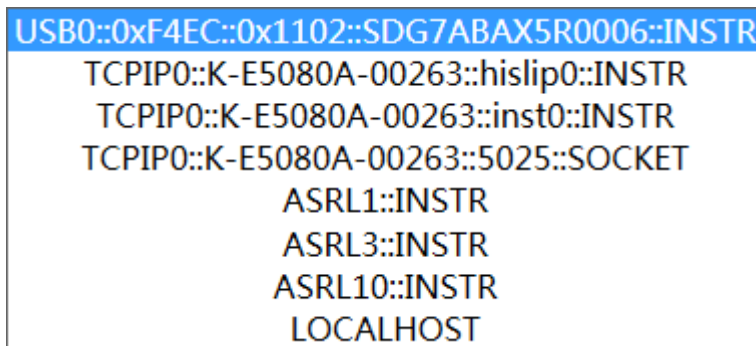 USB0::0xF4EC::0x1102::SDG7ABAX5R0006::INSTR
TCPIP0::K-E5080A-00263::hislip0::INSTR
TCPIP0::K-E5080A-00263::inst0::INSTR
TCPIP0::K-E5080A-00263::5025::SOCKET
ASRL1::INSTR
ASRL3::INSTR
ASRL10::INSTR
LOCALHOST